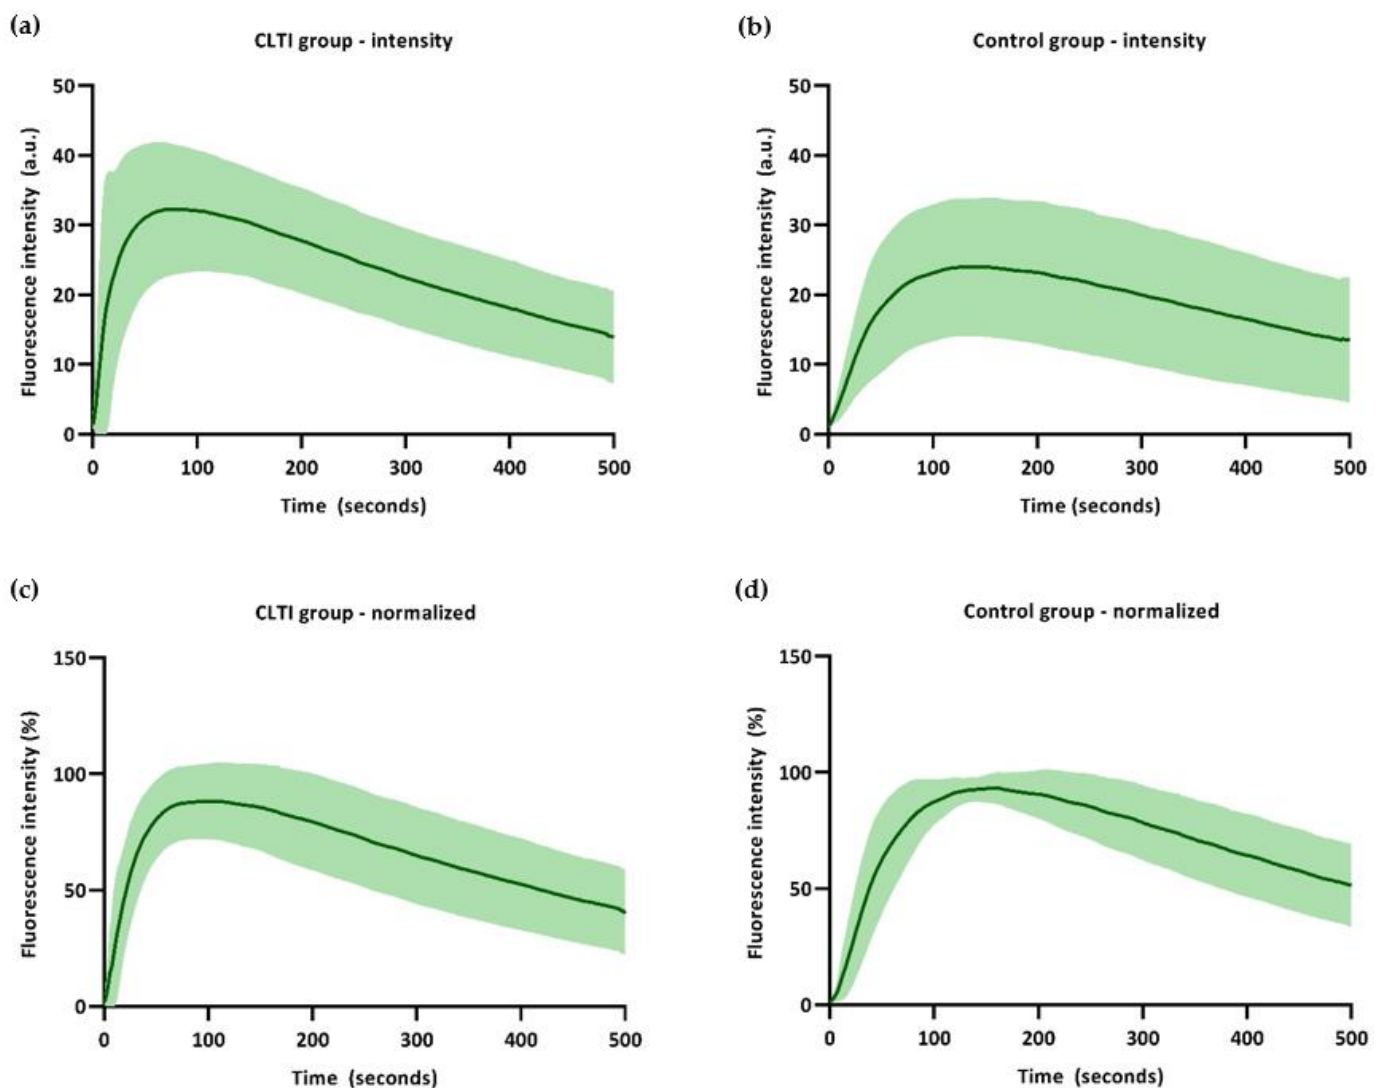 (a)
CLTI group - intensity
Fluorescence intensity (a.u.)
50
40
30
20
10
0
0 100 200 300 400 500
Time (seconds)
(b)
Control group - intensity
Fluorescence intensity (a.u.)
50
40
30
20
10
0
0 100 200 300 400 500
Time (seconds)
(c)
CLTI group - normalized
Fluorescence intensity (%)
150
100
50
0
0 100 200 300 400 500
Time (seconds)
(d)
Control group - normalized
Fluorescence intensity (%)
150
100
50
0
0 100 200 300 400 500
Time (seconds)